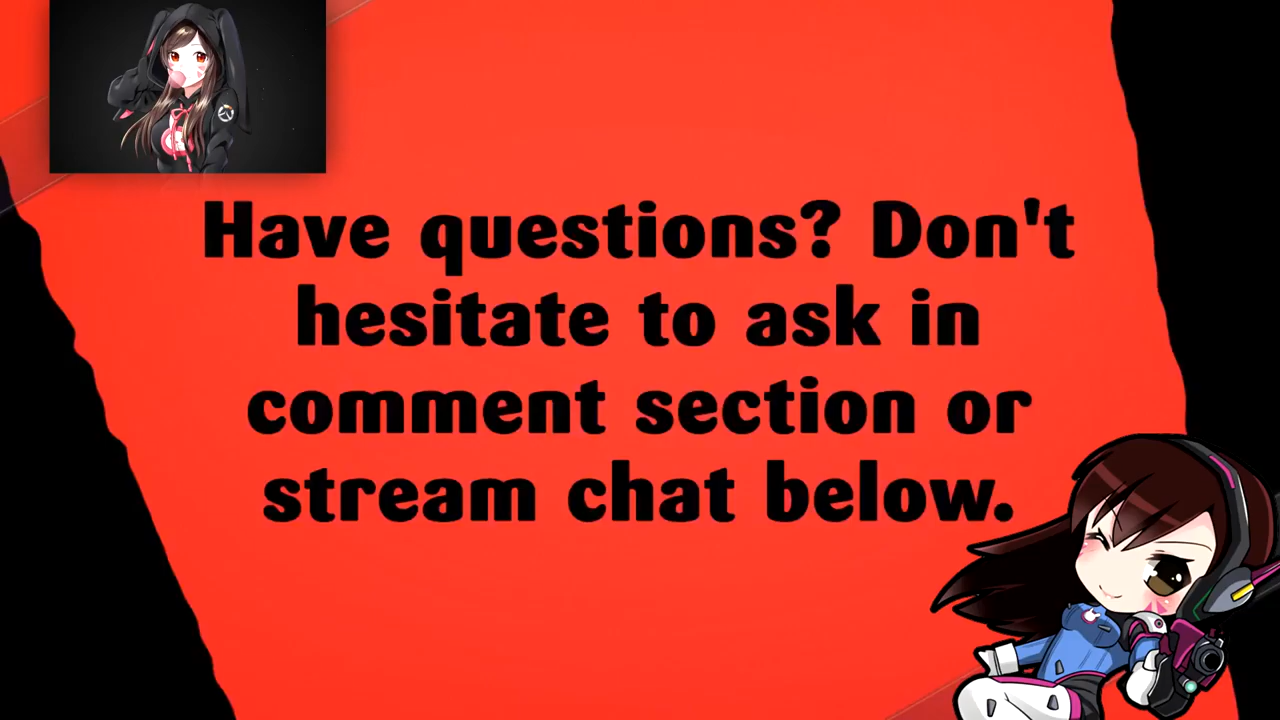 Have questions? Don't
hesitate to ask in
comment section or
stream chat below.